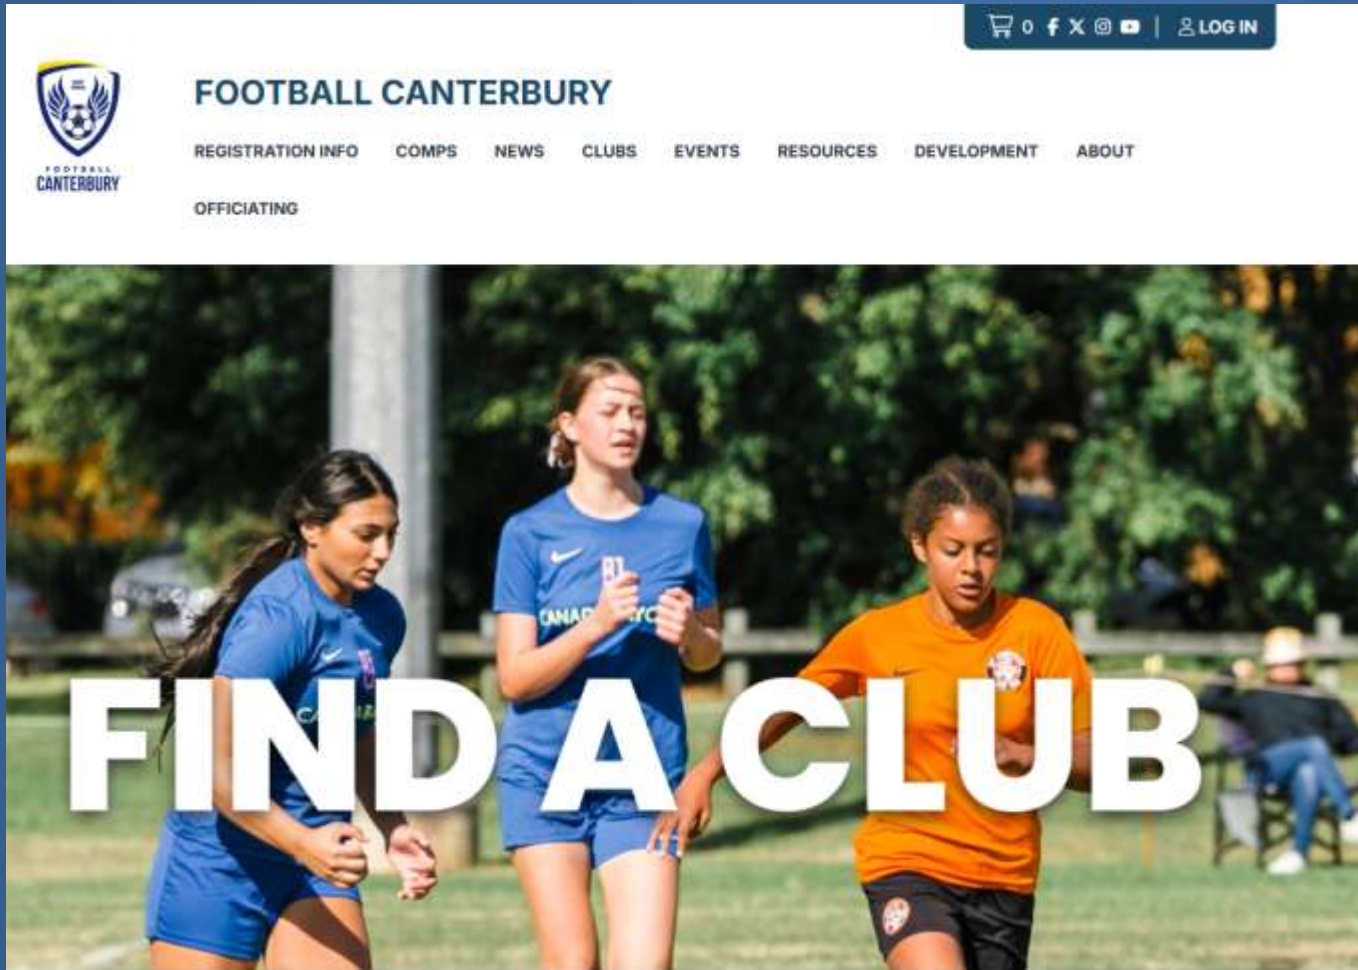 0 | LOG IN
FOOTBALL CANTERBURY
FOOTBALL
CANTERBURY
REGISTRATION INFO COMPS NEWS CLUBS EVENTS RESOURCES DEVELOPMENT ABOUT
OFFICIATING
FIND A CLUB